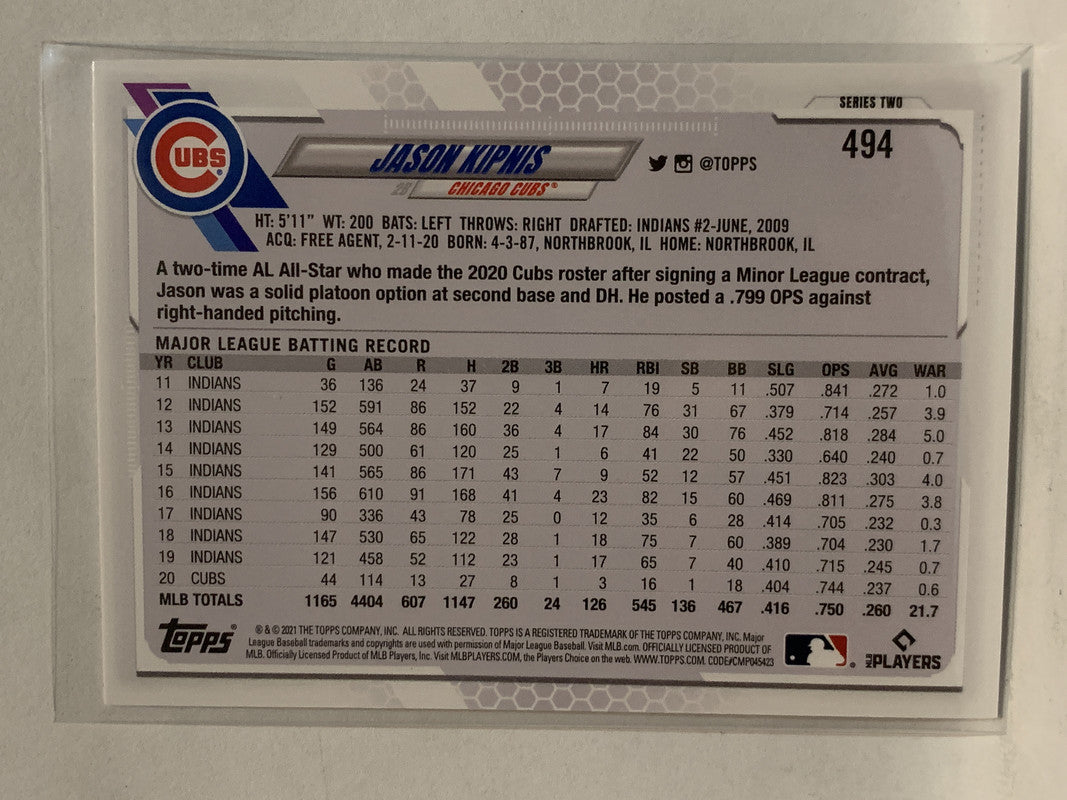 SERIES TWO
494
CUBS®
JASON KIPNIS
@TOPPS
2B CHICAGO CUBS®
HT: 5'11" WT: 200 BATS: LEFT THROWS: RIGHT DRAFTED: INDIANS #2-JUNE, 2009
ACQ: FREE AGENT, 2-11-20 BORN: 4-3-87, NORTHBROOK, IL HOME: NORTHBROOK, IL
A two-time AL All-Star who made the 2020 Cubs roster after signing a Minor League contract,
Jason was a solid platoon option at second base and DH. He posted a .799 OPS against
right-handed pitching.
MAJOR LEAGUE BATTING RECORD
YR CLUB G AB R H 2B 3B HR RBI SB BB SLG OPS AVG WAR
11 INDIANS 36 136 24 37 9 1 7 19 5 11 .507 .841 .272 1.0
12 INDIANS 152 591 86 152 22 4 14 76 31 67 .379 .714 .257 3.9
13 INDIANS 149 564 86 160 36 4 17 84 30 76 .452 .818 .284 5.0
14 INDIANS 129 500 61 120 25 1 6 41 22 50 .330 .640 .240 0.7
15 INDIANS 141 565 86 171 43 7 9 52 12 57 .451 .823 .303 4.0
16 INDIANS 156 610 91 168 41 4 23 82 15 60 .469 .811 .275 3.8
17 INDIANS 90 336 43 78 25 0 12 35 6 28 .414 .705 .232 0.3
18 INDIANS 147 530 65 122 28 1 18 75 7 60 .389 .704 .230 1.7
19 INDIANS 121 458 52 112 23 1 17 65 7 40 .410 .715 .245 0.7
20 CUBS 44 114 13 27 8 1 3 16 1 18 .404 .744 .237 0.6
MLB TOTALS 1165 4404 607 1147 260 24 126 545 136 467 .416 .750 .260 21.7
topps®
® & © 2021 THE TOPPS COMPANY, INC. ALL RIGHTS RESERVED. TOPPS IS A REGISTERED TRADEMARK OF THE TOPPS COMPANY, INC. Major
League Baseball trademarks and copyrights are used with permission of Major League Baseball. Visit MLB.com. OFFICIALLY LICENSED PRODUCT OF
MLB. Officially Licensed Product of MLB Players, Inc. Visit MLBPLAYERS.COM, the Players Choice on the web. WWW.TOPPS.COM. CODE#CMP045423
MLB PLAYERS